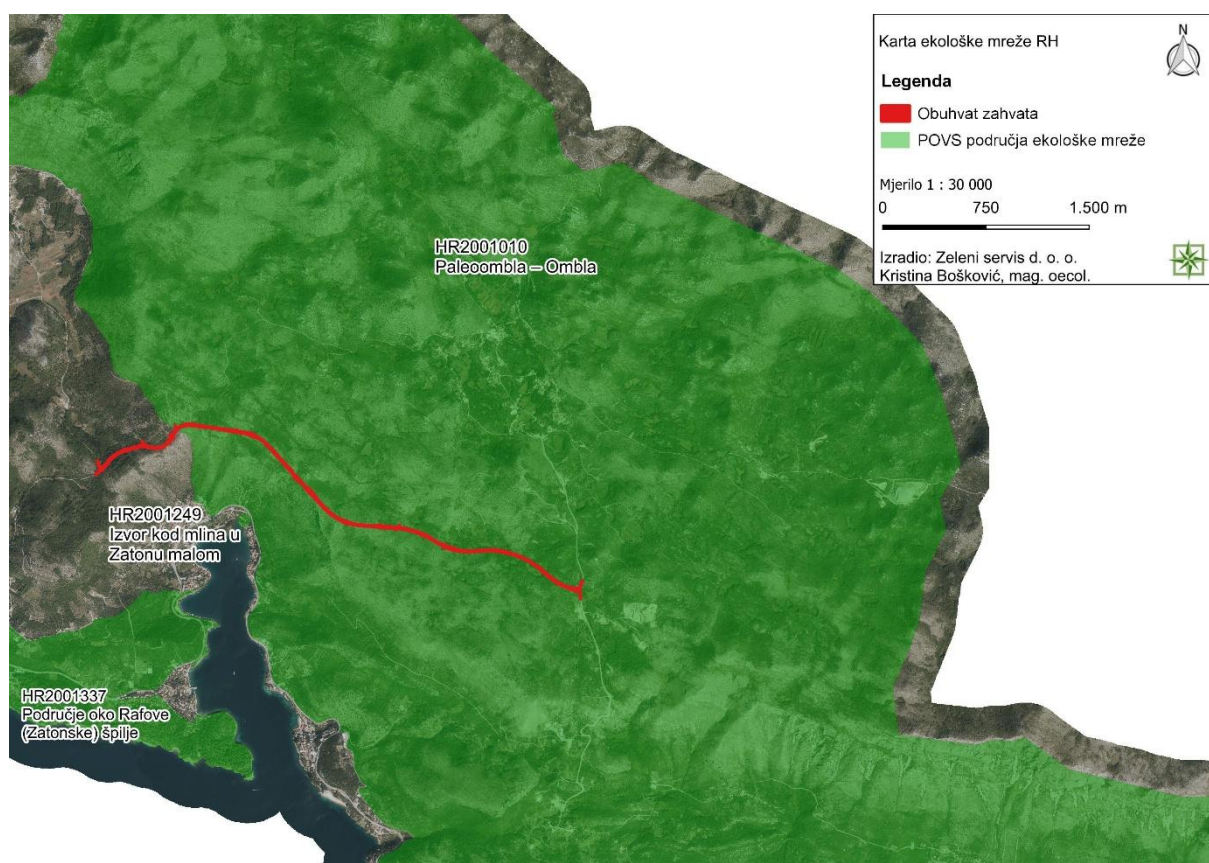 Karta ekološke mreže RH
N
Legenda
Obuhvat zahvata
POVS područja ekološke mreže
Mjerilo 1 : 30 000
0 750 1.500 m
Izradio: Zeleni servis d. o. o.
Kristina Bošković, mag. oecol.
HR2001010
Paleoombla – Ombla
HR2001249
Izvor kod mlina u
Zatonu malom
HR2001337
Područje oko Rafove
(Zatonske) špilje